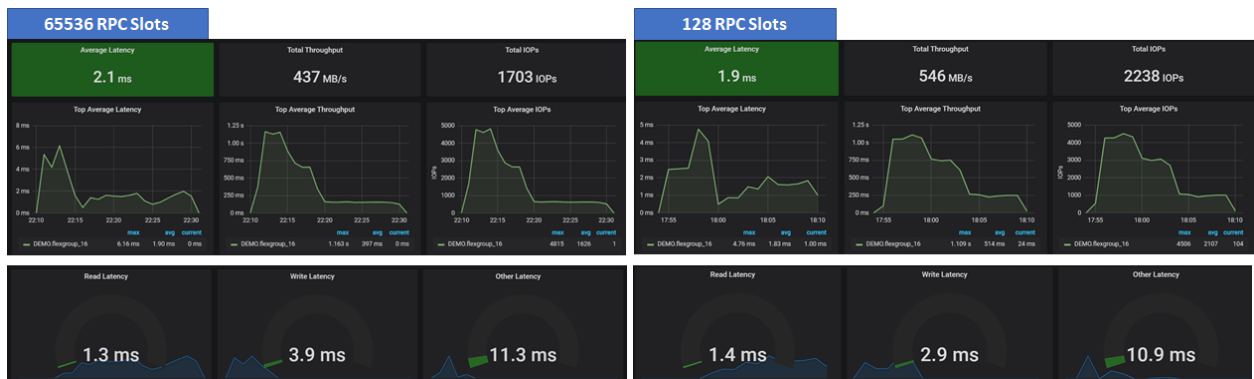 65536 RPC Slots
Average Latency
2.1 ms
Total Throughput
437 MB/s
Total IOPs
1703 IOPs
Top Average Latency
8 ms
6 ms
4 ms
2 ms
0 ms
22:10 22:15 22:20 22:25 22:30
max avg current
DEMO.flexgroup_16 6.16 ms 1.90 ms 0 ms
Top Average Throughput
1.25 s
1.00 s
750 ms
500 ms
250 ms
0 ms
22:10 22:15 22:20 22:25 22:30
max avg current
DEMO.flexgroup_16 1.163 s 397 ms 0 ms
Top Average IOPs
IOPs
5000
4000
3000
2000
1000
0
22:10 22:15 22:20 22:25 22:30
max avg current
DEMO.flexgroup_16 4815 1626 1
Read Latency
1.3 ms
Write Latency
3.9 ms
Other Latency
11.3 ms
128 RPC Slots
Average Latency
1.9 ms
Total Throughput
546 MB/s
Total IOPs
2238 IOPs
Top Average Latency
5 ms
4 ms
3 ms
2 ms
1 ms
0 ms
17:55 18:00 18:05 18:10
max avg current
DEMO.flexgroup_16 4.76 ms 1.83 ms 1.00 ms
Top Average Throughput
1.25 s
1.00 s
750 ms
500 ms
250 ms
0 ms
17:55 18:00 18:05 18:10
max avg current
DEMO.flexgroup_16 1.109 s 514 ms 24 ms
Top Average IOPs
IOPs
5000
4000
3000
2000
1000
0
17:55 18:00 18:05 18:10
max avg current
DEMO.flexgroup_16 4506 2107 104
Read Latency
1.4 ms
Write Latency
2.9 ms
Other Latency
10.9 ms